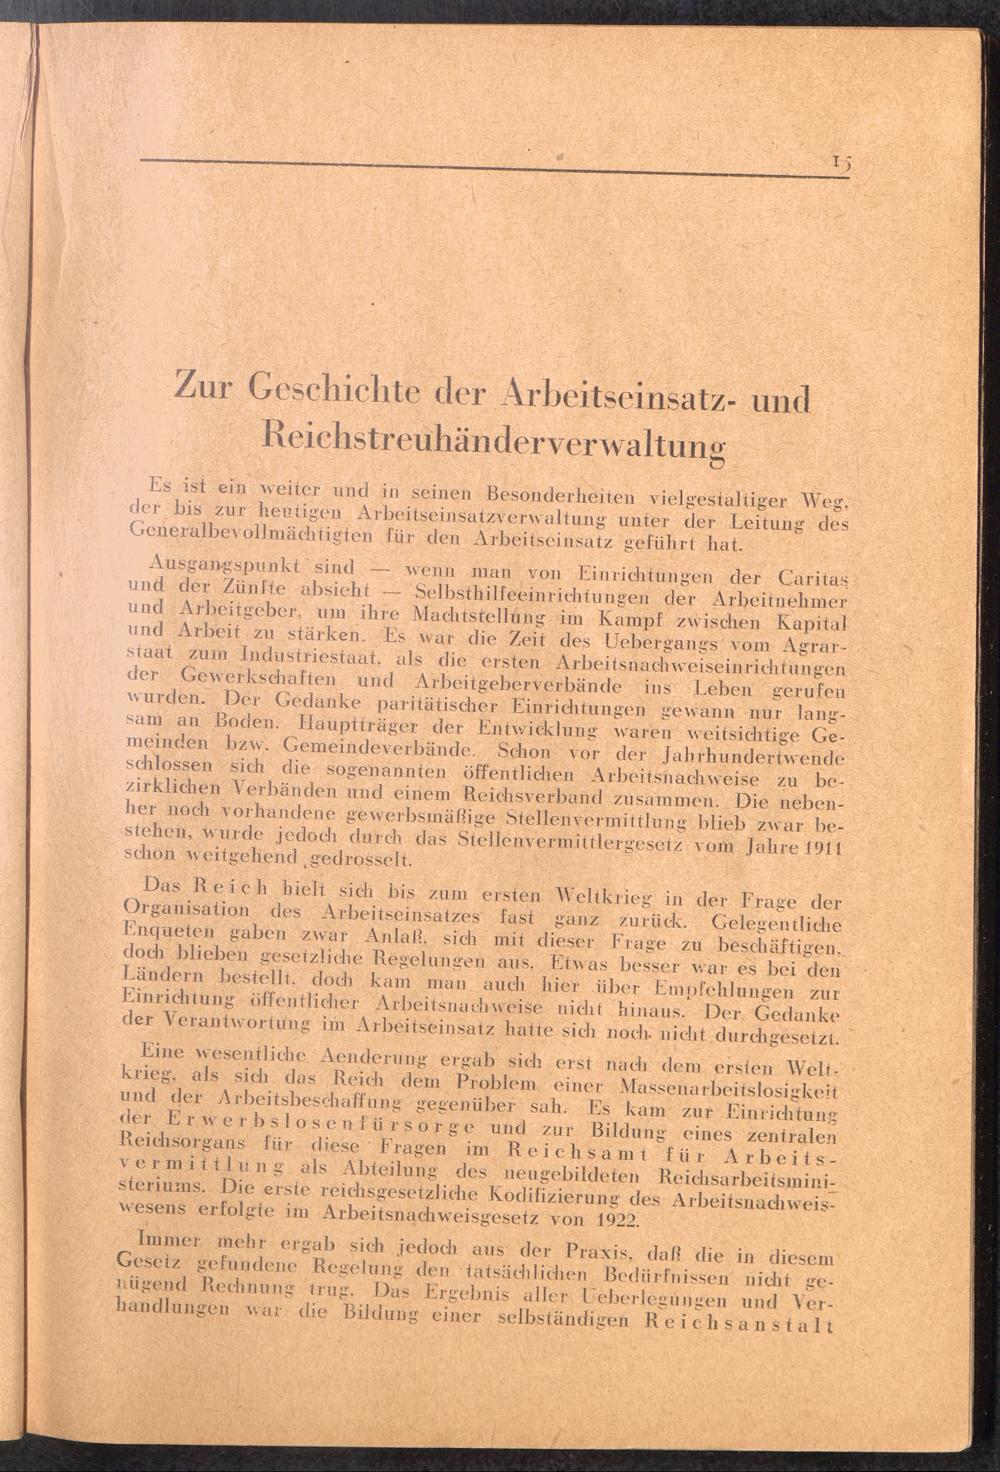 15
Zur Geschichte der Arbeitseinsatz- und
Reichstreuhänderverwaltung
Es ist ein weiter und in seinen Besonderheiten vielgestaltiger Weg,
der bis zur heutigen Arbeitseinsatzverwaltung unter der Leitung des
Generalbevollmächtigten für den Arbeitseinsatz geführt hat.
Ausgangspunkt sind — wenn man von Einrichtungen der Caritas
und der Zünfte absieht — Selbsthilfeeinrichtungen der Arbeitnehmer
und Arbeitgeber, um ihre Machtstellung im Kampf zwischen Kapital
und Arbeit zu stärken. Es war die Zeit des Uebergangs vom Agrar-
staat zum Industriestaat, als die ersten Arbeitsnachweiseinrichtungen
der Gewerkschaften und Arbeitgeberverbände ins Leben gerufen
wurden. Der Gedanke paritätischer Einrichtungen gewann nur lang-
sam an Boden. Hauptträger der Entwicklung waren weitsichtige Ge-
meinden bzw. Gemeindeverbände. Schon vor der Jahrhundertwende
schlossen sich die sogenannten öffentlichen Arbeitsnachweise zu be-
zirklichen Verbänden und einem Reichsverband zusammen. Die neben-
her noch vorhandene gewerbsmäßige Stellenvermittlung blieb zwar be-
stehen, wurde jedoch durch das Stellenvermittlergesetz vom Jahre 1911
schon weitgehend gedrosselt.
Das Reich hielt sich bis zum ersten Weltkrieg in der Frage der
Organisation des Arbeitseinsatzes fast ganz zurück. Gelegentliche
Enqueten gaben zwar Anlaß, sich mit dieser Frage zu beschäftigen,
doch blieben gesetzliche Regelungen aus. Etwas besser war es bei den
Ländern bestellt, doch kam man auch hier über Empfehlungen zur
Einrichtung öffentlicher Arbeitsnachweise nicht hinaus. Der Gedanke
der Verantwortung im Arbeitseinsatz hatte sich noch nicht durchgesetzt.
Eine wesentliche Aenderung ergab sich erst nach dem ersten Welt-
krieg, als sich das Reich dem Problem einer Massenarbeitslosigkeit
und der Arbeitsbeschaffung gegenüber sah. Es kam zur Einrichtung
der Erwerbslosenfürsorge und zur Bildung eines zentralen
Reichsorgans für diese Fragen im Reichsamt für Arbeits-
vermittlung als Abteilung des neugebildeten Reichsarbeitsmini-
steriums. Die erste reichsgesetzliche Kodifizierung des Arbeitsnachweis-
wesens erfolgte im Arbeitsnachweisgesetz von 1922.
Immer mehr ergab sich jedoch aus der Praxis, daß die in diesem
Gesetz gefundene Regelung den tatsächlichen Bedürfnissen nicht ge-
nügend Rechnung trug. Das Ergebnis aller Ueberlegungen und Ver-
handlungen war die Bildung einer selbständigen Reichsanstalt